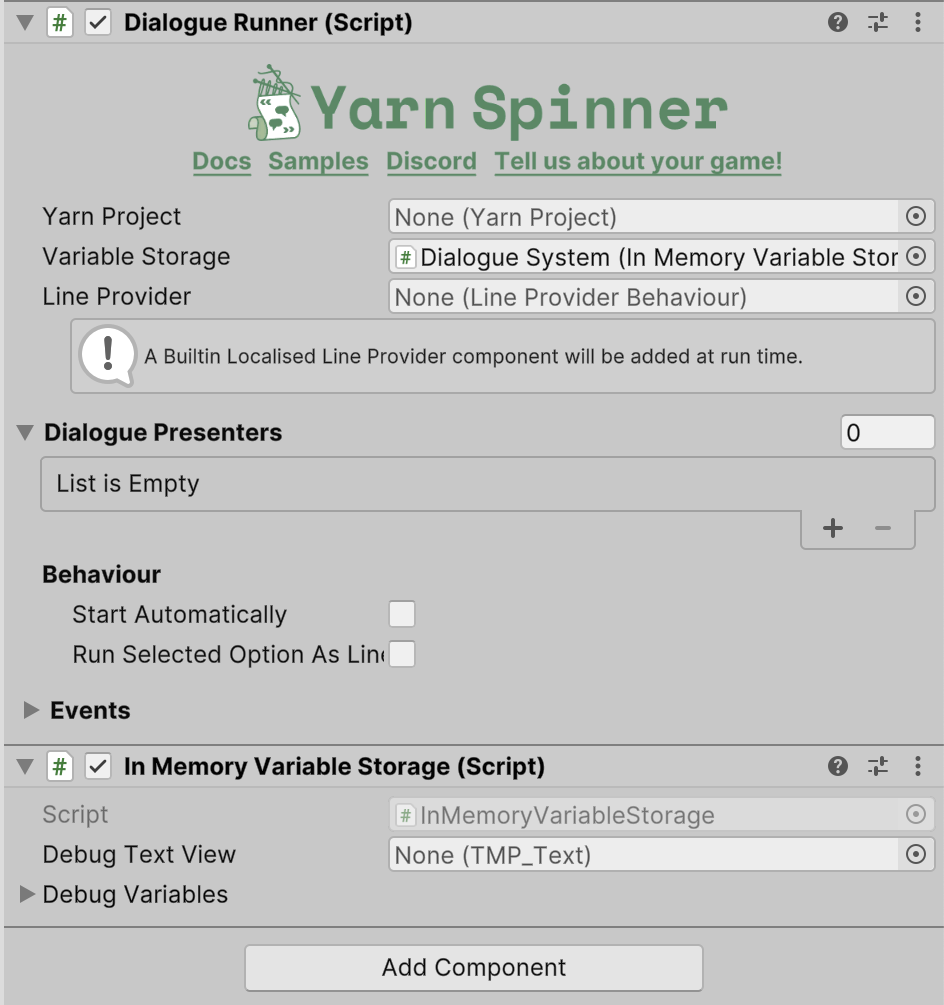 # Dialogue Runner (Script)
Yarn Spinner
Docs Samples Discord Tell us about your game!
Yarn Project None (Yarn Project)
Variable Storage # Dialogue System (In Memory Variable Stor
Line Provider None (Line Provider Behaviour)
! A Builtin Localised Line Provider component will be added at run time.
Dialogue Presenters 0
List is Empty
+ −
Behaviour
Start Automatically
Run Selected Option As Line
Events
# In Memory Variable Storage (Script)
Script # InMemoryVariableStorage
Debug Text View None (TMP_Text)
Debug Variables
Add Component